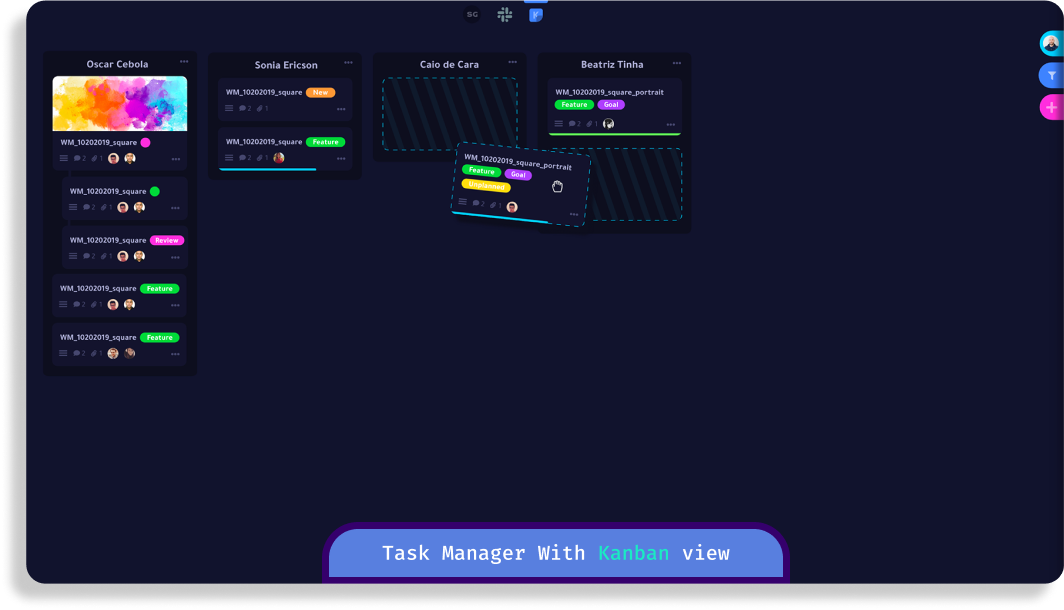 SG
Oscar Cebola
WM_10202019_square
2 1
WM_10202019_square
2 1
WM_10202019_square Review
2 1
WM_10202019_square Feature
2 1
WM_10202019_square Feature
2 1
Sonia Ericson
WM_10202019_square New
2 1
WM_10202019_square Feature
2 1
Caio de Cara
WM_10202019_square_portrait
Feature Goal
Unplanned
2 1
Beatriz Tinha
WM_10202019_square_portrait
Feature Goal
2 1
Task Manager With Kanban view